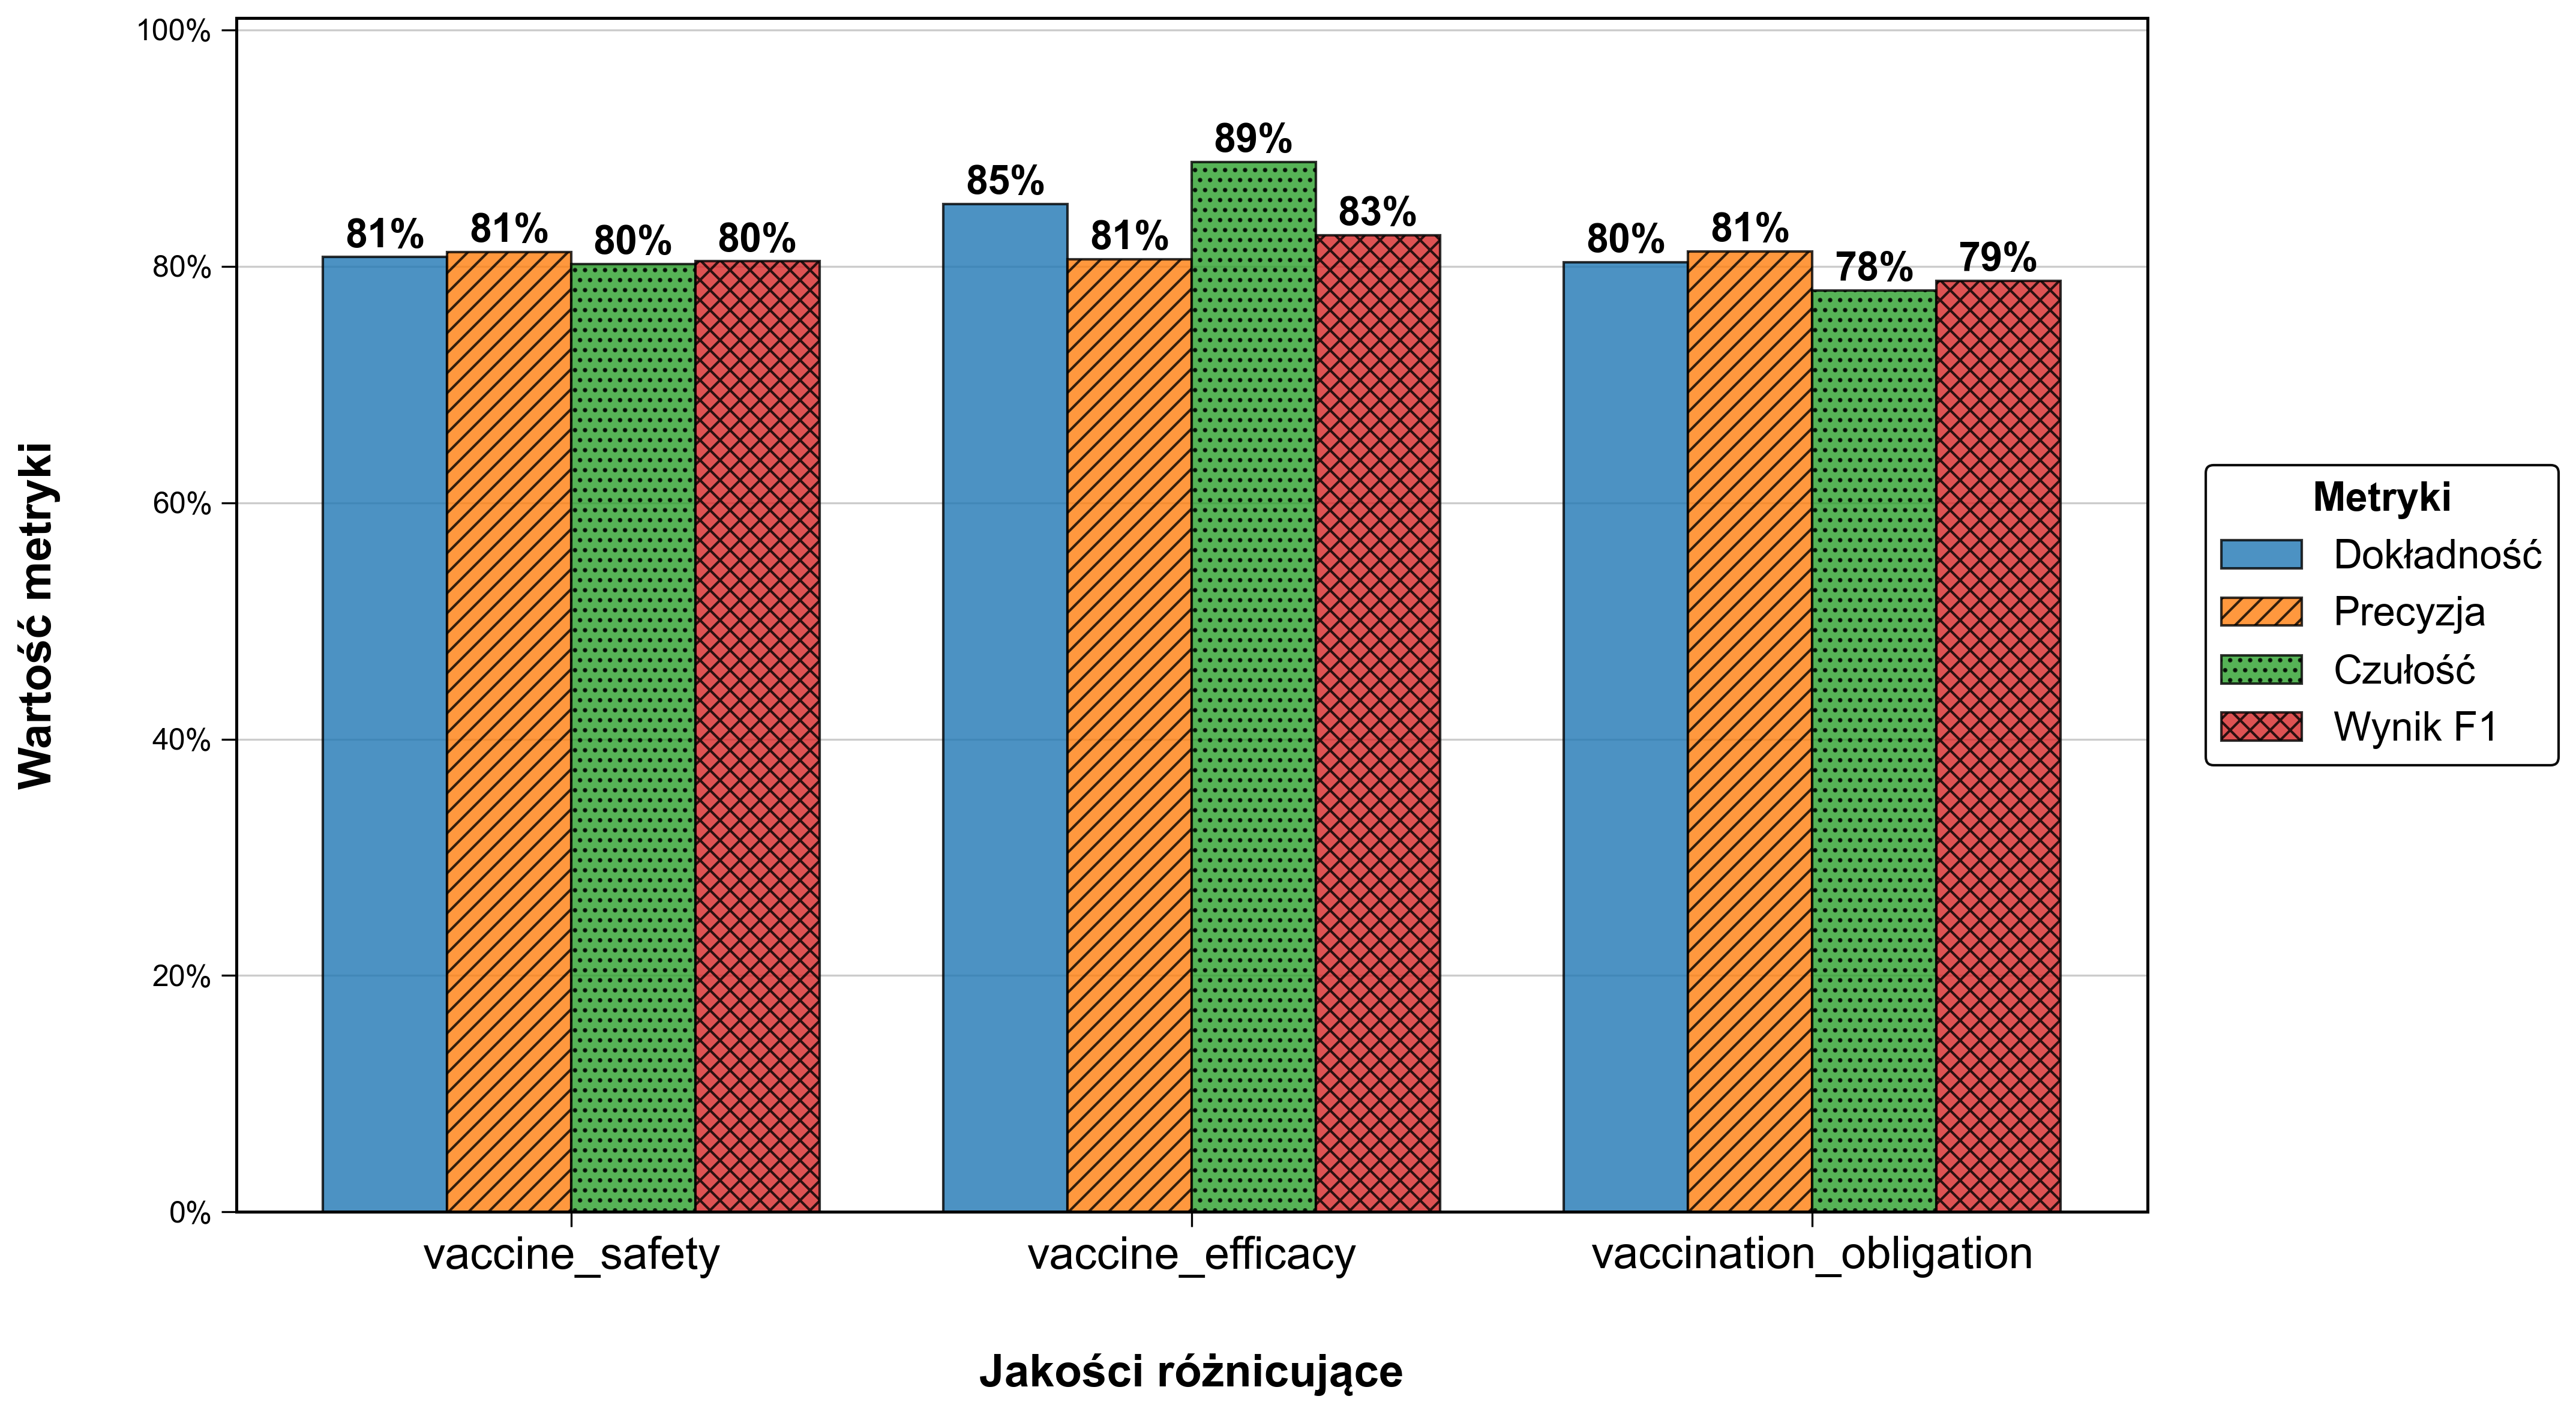 Wartość metryki
100%
80%
60%
40%
20%
0%
81%
81%
80%
80%
85%
81%
89%
83%
80%
81%
78%
79%
vaccine_safety
vaccine_efficacy
vaccination_obligation
Jakości różnicujące
Metryki
Dokładność
Precyzja
Czułość
Wynik F1